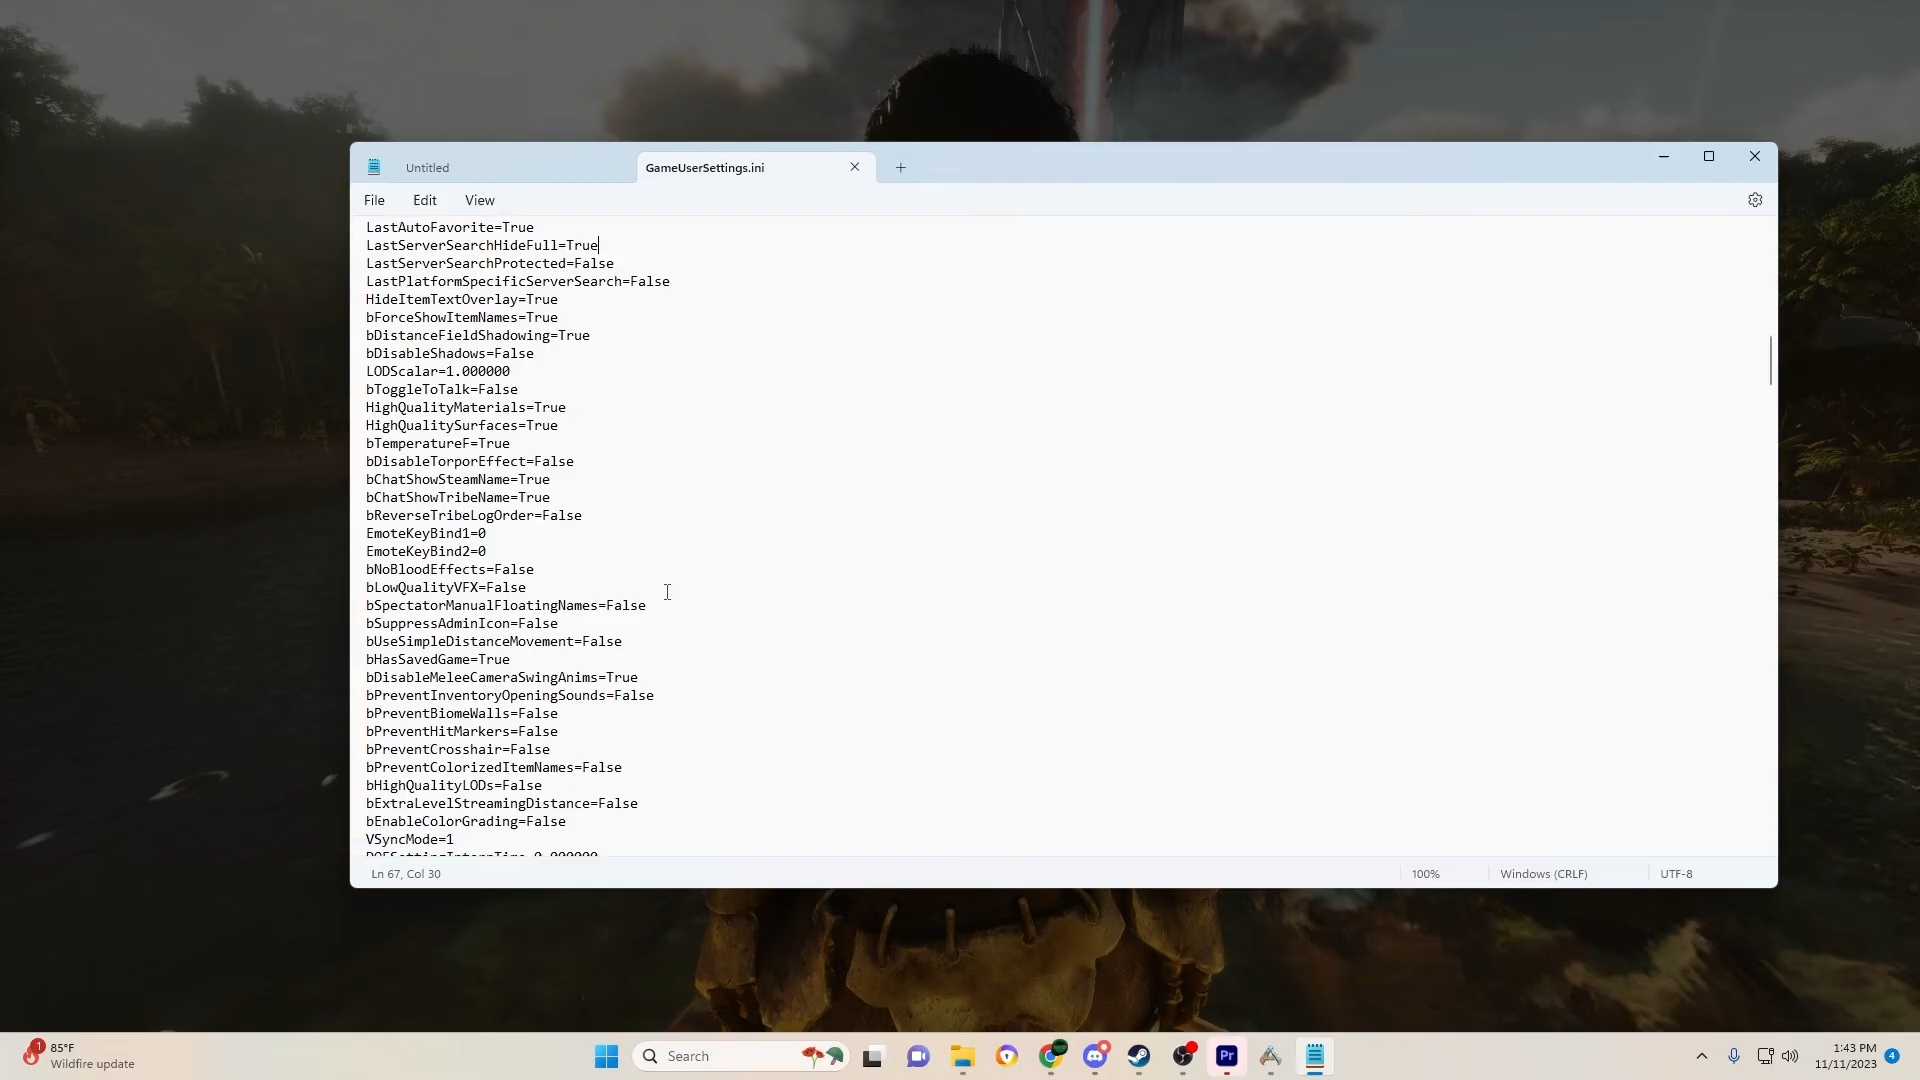 Untitled
GameUserSettings.ini
File Edit View
LastAutoFavorite=True
LastServerSearchHideFull=True
LastServerSearchProtected=False
LastPlatformSpecificServerSearch=False
HideItemTextOverlay=True
bForceShowItemNames=True
bDistanceFieldShadowing=True
bDisableShadows=False
LODScalar=1.000000
bToggleToTalk=False
HighQualityMaterials=True
HighQualitySurfaces=True
bTemperatureF=True
bDisableTorporEffect=False
bChatShowSteamName=True
bChatShowTribeName=True
bReverseTribeLogOrder=False
EmoteKeyBind1=0
EmoteKeyBind2=0
bNoBloodEffects=False
bLowQualityVFX=False
bSpectatorManualFloatingNames=False
bSuppressAdminIcon=False
bUseSimpleDistanceMovement=False
bHasSavedGame=True
bDisableMeleeCameraSwingAnims=True
bPreventInventoryOpeningSounds=False
bPreventBiomeWalls=False
bPreventHitMarkers=False
bPreventCrosshair=False
bPreventColorizedItemNames=False
bHighQualityLODs=False
bExtraLevelStreamingDistance=False
bEnableColorGrading=False
VSyncMode=1
Ln 67, Col 30
100%
Windows (CRLF)
UTF-8
1
85°F
Wildfire update
Search
Pr
1:43 PM
11/11/2023
4